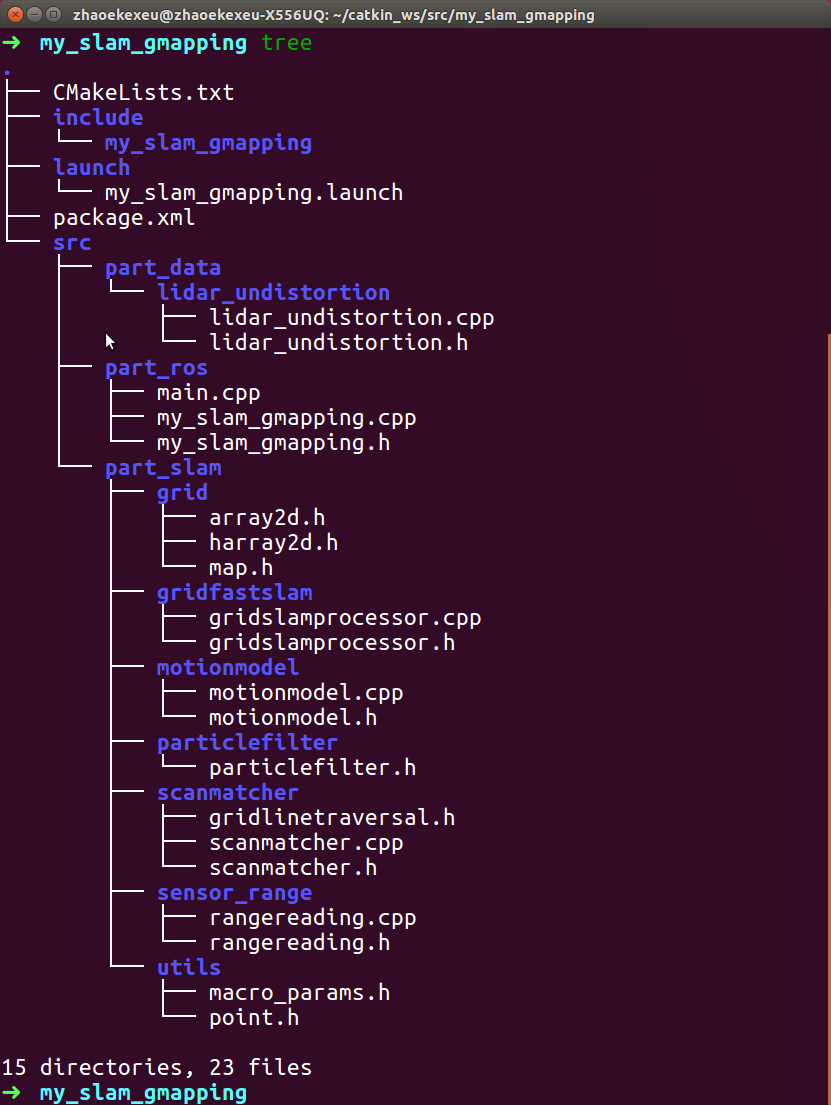 zhaoekexeu@zhaoekexeu-X556UQ: ~/catkin_ws/src/my_slam_gmapping
➜ my_slam_gmapping tree
.
├── CMakeLists.txt
├── include
│   └── my_slam_gmapping
├── launch
│   └── my_slam_gmapping.launch
├── package.xml
└── src
    ├── part_data
    │   └── lidar_undistortion
    │       ├── lidar_undistortion.cpp
    │       └── lidar_undistortion.h
    ├── part_ros
    │   ├── main.cpp
    │   ├── my_slam_gmapping.cpp
    │   └── my_slam_gmapping.h
    └── part_slam
        ├── grid
        │   ├── array2d.h
        │   ├── harray2d.h
        │   └── map.h
        ├── gridfastslam
        │   ├── gridslamprocessor.cpp
        │   └── gridslamprocessor.h
        ├── motionmodel
        │   ├── motionmodel.cpp
        │   └── motionmodel.h
        ├── particlefilter
        │   └── particlefilter.h
        ├── scanmatcher
        │   ├── gridlinetraversal.h
        │   ├── scanmatcher.cpp
        │   └── scanmatcher.h
        ├── sensor_range
        │   ├── rangereading.cpp
        │   └── rangereading.h
        └── utils
            ├── macro_params.h
            └── point.h
15 directories, 23 files
➜ my_slam_gmapping